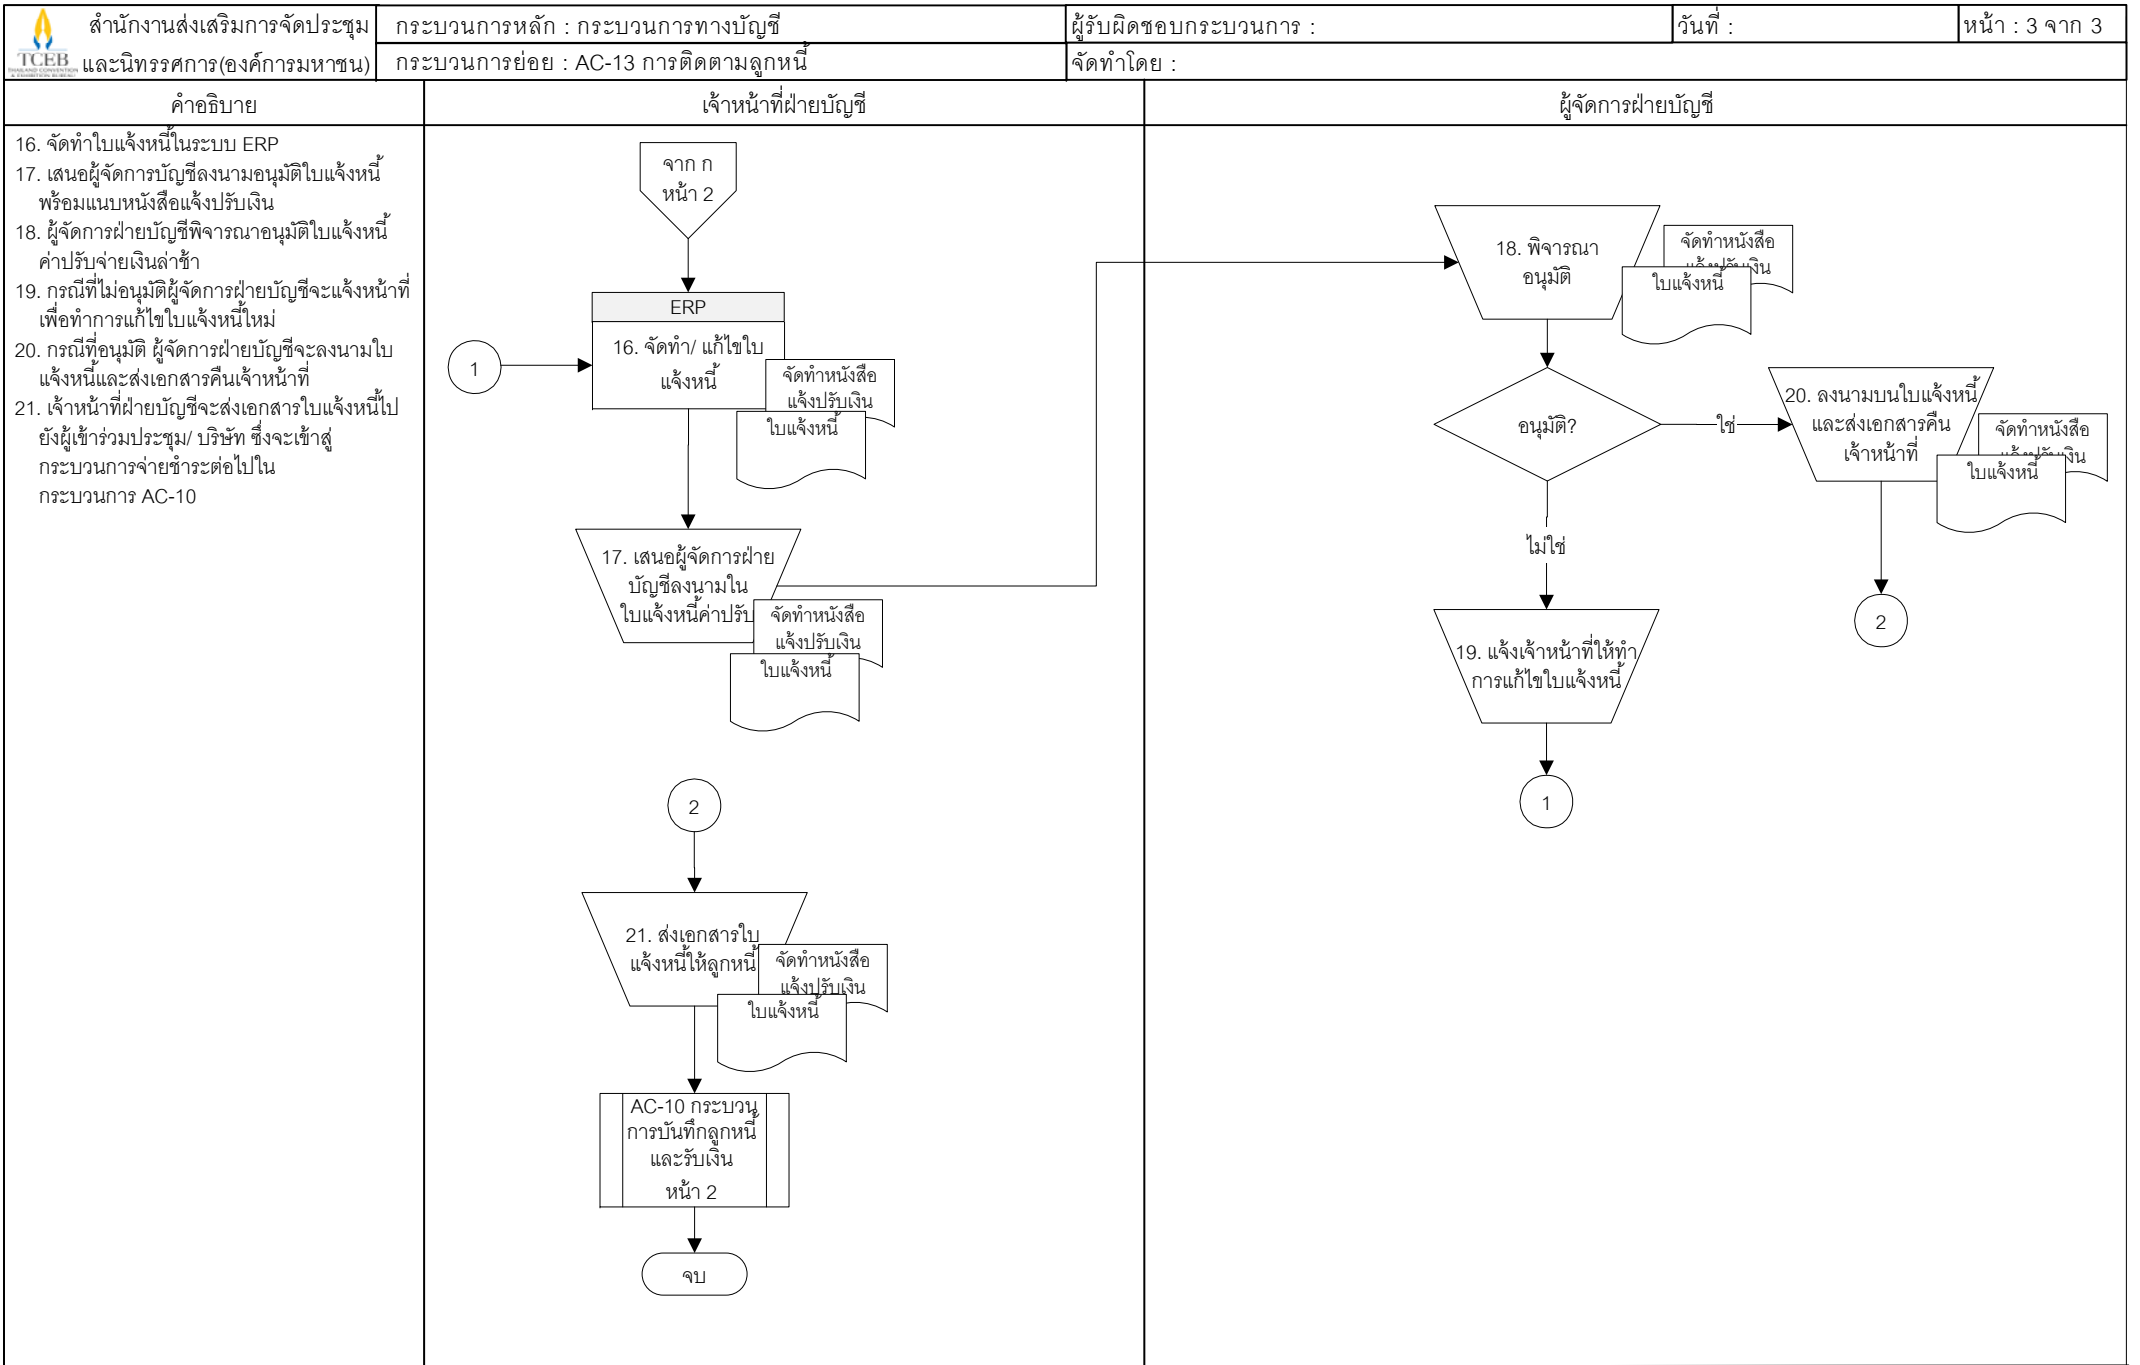 สำนักงานส่งเสริมการจัดประชุม
และนิทรรศการ(องค์การมหาชน)
TCEB
THAILAND CONVENTION
& EXHIBITION BUREAU
กระบวนการหลัก : กระบวนการทางบัญชี
ผู้รับผิดชอบกระบวนการ :
วันที่ :
หน้า : 3 จาก 3
กระบวนการย่อย : AC-13 การติดตามลูกหนี้
จัดทำโดย :
คำอธิบาย
เจ้าหน้าที่ฝ่ายบัญชี
ผู้จัดการฝ่ายบัญชี
16. จัดทำใบแจ้งหนี้ในระบบ ERP
17. เสนอผู้จัดการบัญชีลงนามอนุมัติใบแจ้งหนี้
พร้อมแนบหนังสือแจ้งปรับเงิน
18. ผู้จัดการฝ่ายบัญชีพิจารณาอนุมัติใบแจ้งหนี้
ค่าปรับจ่ายเงินล่าช้า
19. กรณีที่ไม่อนุมัติผู้จัดการฝ่ายบัญชีจะแจ้งหน้าที่
เพื่อทำการแก้ไขใบแจ้งหนี้ใหม่
20. กรณีที่อนุมัติ ผู้จัดการฝ่ายบัญชีจะลงนามใบ
แจ้งหนี้และส่งเอกสารคืนเจ้าหน้าที่
21. เจ้าหน้าที่ฝ่ายบัญชีจะส่งเอกสารใบแจ้งหนี้ไป
ยังผู้เข้าร่วมประชุม/ บริษัท ซึ่งจะเข้าสู่
กระบวนการจ่ายชำระต่อไปใน
กระบวนการ AC-10
จาก ก
หน้า 2
ERP
1
16. จัดทำ/ แก้ไขใบ
แจ้งหนี้
จัดทำหนังสือ
แจ้งปรับเงิน
ใบแจ้งหนี้
17. เสนอผู้จัดการฝ่าย
บัญชีลงนามใน
ใบแจ้งหนี้ค่าปรับ
จัดทำหนังสือ
แจ้งปรับเงิน
ใบแจ้งหนี้
2
21. ส่งเอกสารใบ
แจ้งหนี้ให้ลูกหนี้
จัดทำหนังสือ
แจ้งปรับเงิน
ใบแจ้งหนี้
AC-10 กระบวน
การบันทึกลูกหนี้
และรับเงิน
หน้า 2
จบ
18. พิจารณา
อนุมัติ
จัดทำหนังสือ
แจ้งปรับเงิน
ใบแจ้งหนี้
อนุมัติ?
ใช่
20. ลงนามบนใบแจ้งหนี้
และส่งเอกสารคืน
เจ้าหน้าที่
จัดทำหนังสือ
แจ้งปรับเงิน
ใบแจ้งหนี้
2
ไม่ใช่
19. แจ้งเจ้าหน้าที่ให้ทำ
การแก้ไขใบแจ้งหนี้
1